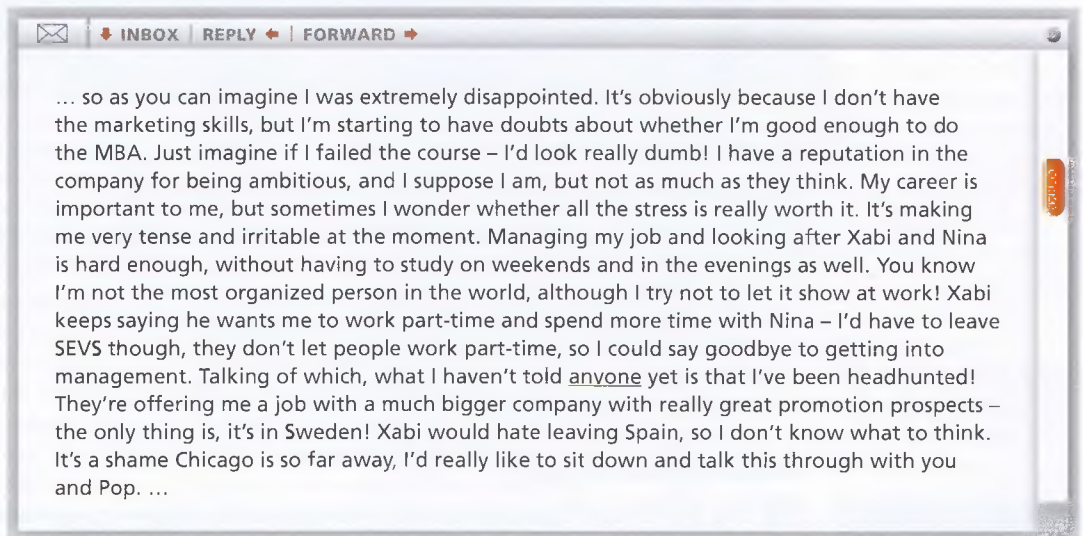 INBOX | REPLY | FORWARD
... so as you can imagine I was extremely disappointed. It's obviously because I don't have
the marketing skills, but I'm starting to have doubts about whether I'm good enough to do
the MBA. Just imagine if I failed the course – I'd look really dumb! I have a reputation in the
company for being ambitious, and I suppose I am, but not as much as they think. My career is
important to me, but sometimes I wonder whether all the stress is really worth it. It's making
me very tense and irritable at the moment. Managing my job and looking after Xabi and Nina
is hard enough, without having to study on weekends and in the evenings as well. You know
I'm not the most organized person in the world, although I try not to let it show at work! Xabi
keeps saying he wants me to work part-time and spend more time with Nina – I'd have to leave
SEVS though, they don't let people work part-time, so I could say goodbye to getting into
management. Talking of which, what I haven't told anyone yet is that I've been headhunted!
They're offering me a job with a much bigger company with really great promotion prospects –
the only thing is, it's in Sweden! Xabi would hate leaving Spain, so I don't know what to think.
It's a shame Chicago is so far away, I'd really like to sit down and talk this through with you
and Pop. ...